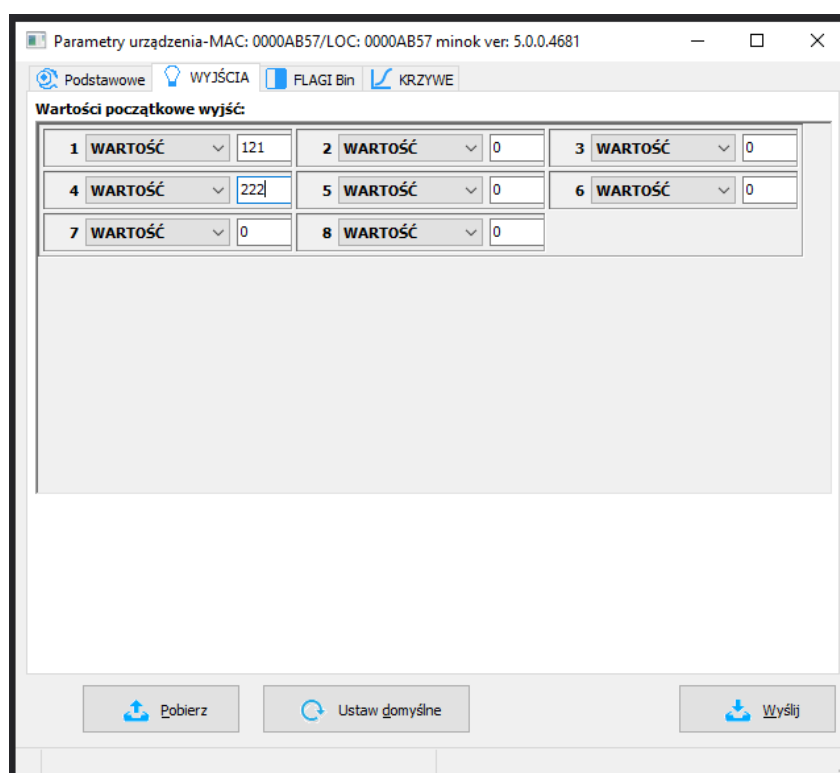 Parametry urządzenia-MAC: 0000AB57/LOC: 0000AB57 minok ver: 5.0.0.4681
Podstawowe WYJŚCIA FLAGI Bin KRZYWE
Wartości początkowe wyjść:
1 WARTOŚĆ 121 2 WARTOŚĆ 0 3 WARTOŚĆ 0
4 WARTOŚĆ 222 5 WARTOŚĆ 0 6 WARTOŚĆ 0
7 WARTOŚĆ 0 8 WARTOŚĆ 0
Pobierz Ustaw domyślne Wyślij